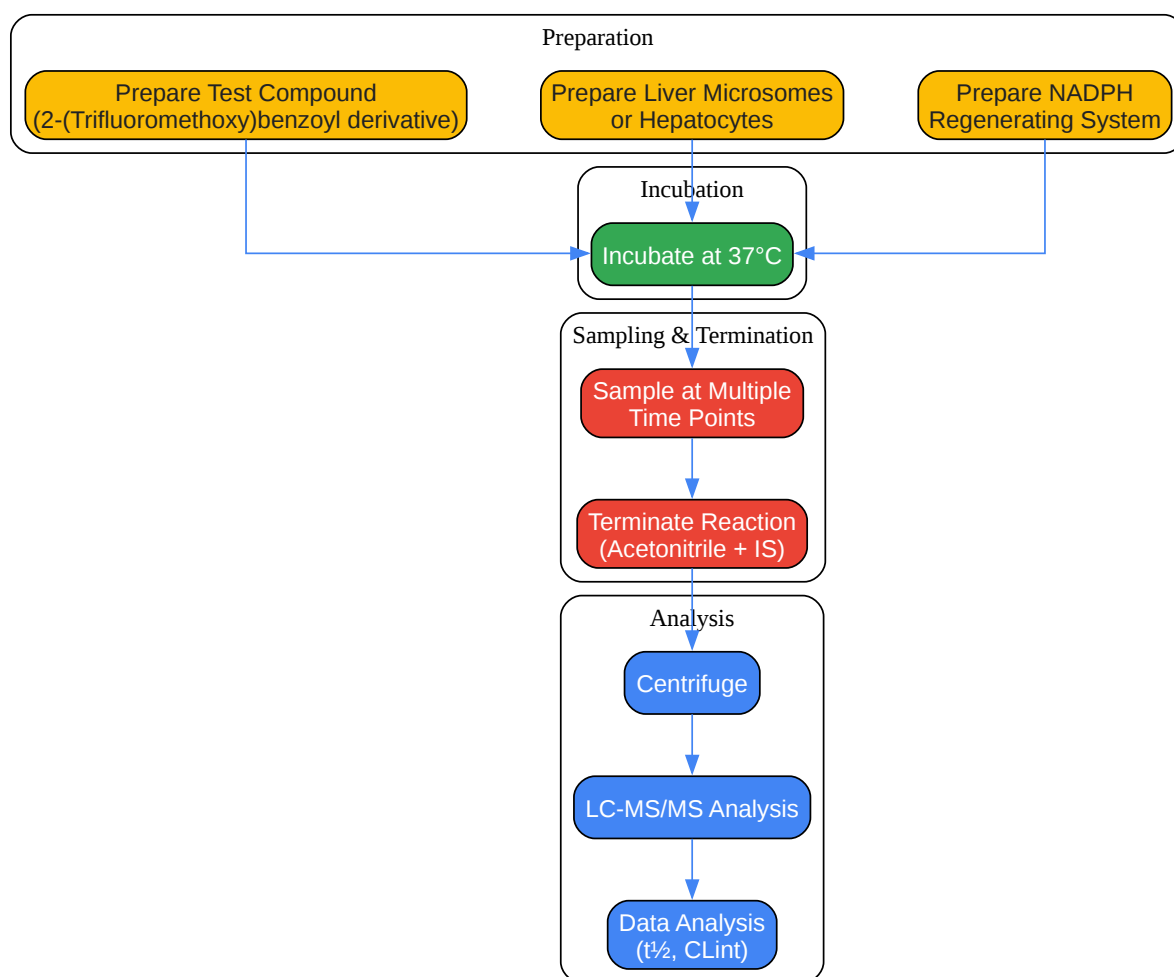 Preparation
Prepare Test Compound
(2-(Trifluoromethoxy)benzoyl derivative)
Prepare Liver Microsomes
or Hepatocytes
Prepare NADPH
Regenerating System
Incubation
Incubate at 37°C
Sampling & Termination
Sample at Multiple
Time Points
Terminate Reaction
(Acetonitrile + IS)
Analysis
Centrifuge
LC-MS/MS Analysis
Data Analysis
(t½, CLint)